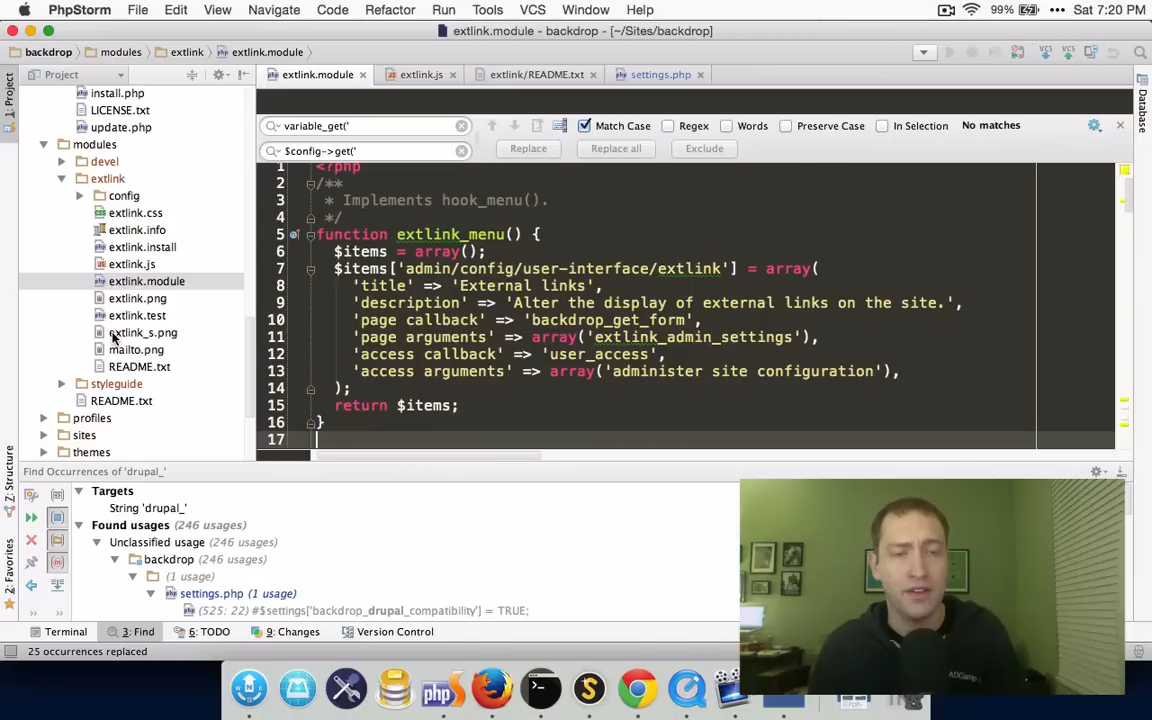 PhpStorm File Edit View Navigate Code Refactor Run Tools VCS Window Help 99% Sat 7:20 PM
extlink.module - backdrop - [~/Sites/backdrop]
backdrop modules extlink extlink.module
Project
extlink.module extlink.js extlink/README.txt settings.php
1: Project
Database
variable_get('
Match Case Regex Words Preserve Case In Selection No matches
$config->get('
Replace Replace all Exclude
install.php
LICENSE.txt
update.php
modules
devel
extlink
config
extlink.css
extlink.info
extlink.install
extlink.js
extlink.module
extlink.png
extlink.test
extlink_s.png
mailto.png
README.txt
styleguide
README.txt
profiles
sites
themes
1 <?php
2 /**
3 * Implements hook_menu().
4 */
5 function extlink_menu() {
6 $items = array();
7 $items['admin/config/user-interface/extlink'] = array(
8 'title' => 'External links',
9 'description' => 'Alter the display of external links on the site.',
10 'page callback' => 'backdrop_get_form',
11 'page arguments' => array('extlink_admin_settings'),
12 'access callback' => 'user_access',
13 'access arguments' => array('administer site configuration'),
14 );
15 return $items;
16 }
17
Z: Structure
2: Favorites
Find Occurrences of 'drupal_'
Targets
String 'drupal_'
Found usages (246 usages)
Unclassified usage (246 usages)
backdrop (246 usages)
(1 usage)
settings.php (1 usage)
(525: 22) #$settings['backdrop_drupal_compatibility'] = TRUE;
Terminal 3: Find 6: TODO 9: Changes Version Control
25 occurrences replaced
php
S
ADCamp